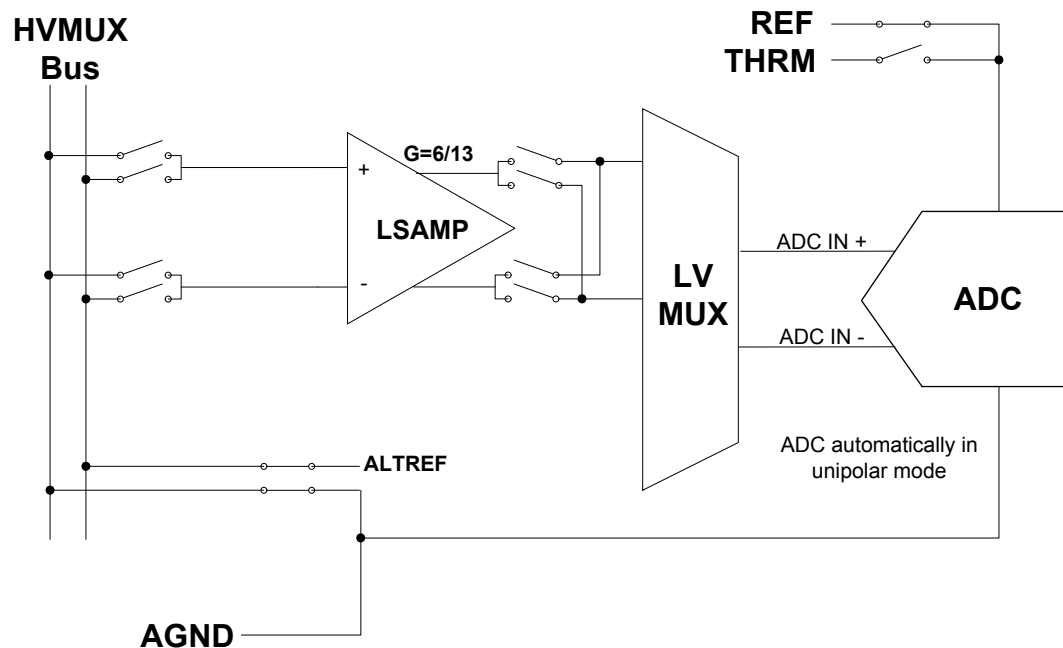 HVMUX
Bus
REF
THRM
G=6/13
+
LSAMP
-
LV
MUX
ADC IN +
ADC IN -
ADC
ALTREF
ADC automatically in
unipolar mode
AGND